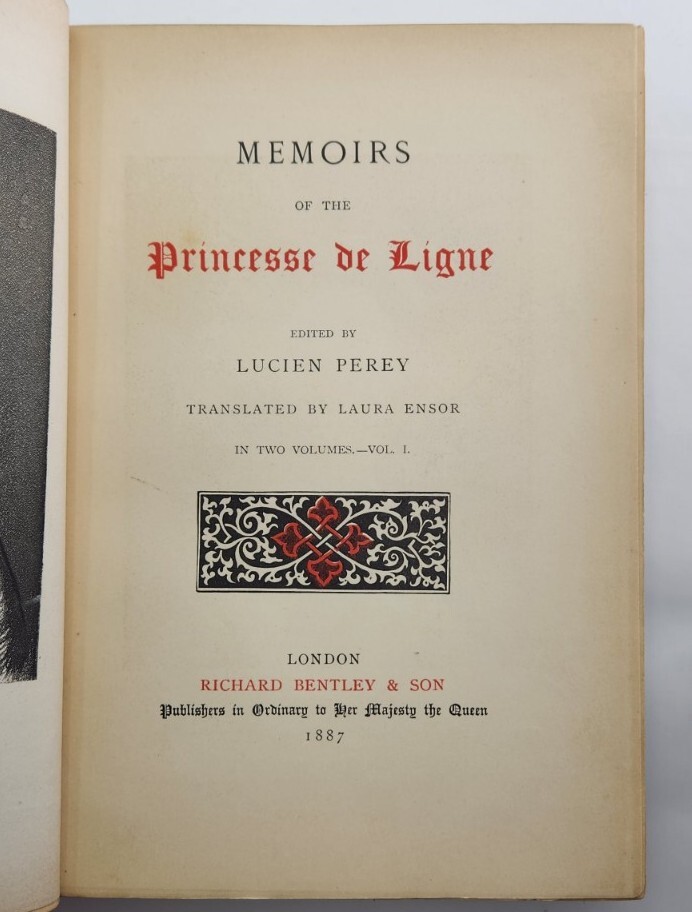 MEMOIRS
OF THE
Princesse de Ligne
EDITED BY
LUCIEN PEREY
TRANSLATED BY LAURA ENSOR
IN TWO VOLUMES.—VOL. I.
LONDON
RICHARD BENTLEY & SON
Publishers in Ordinary to Her Majesty the Queen
1887